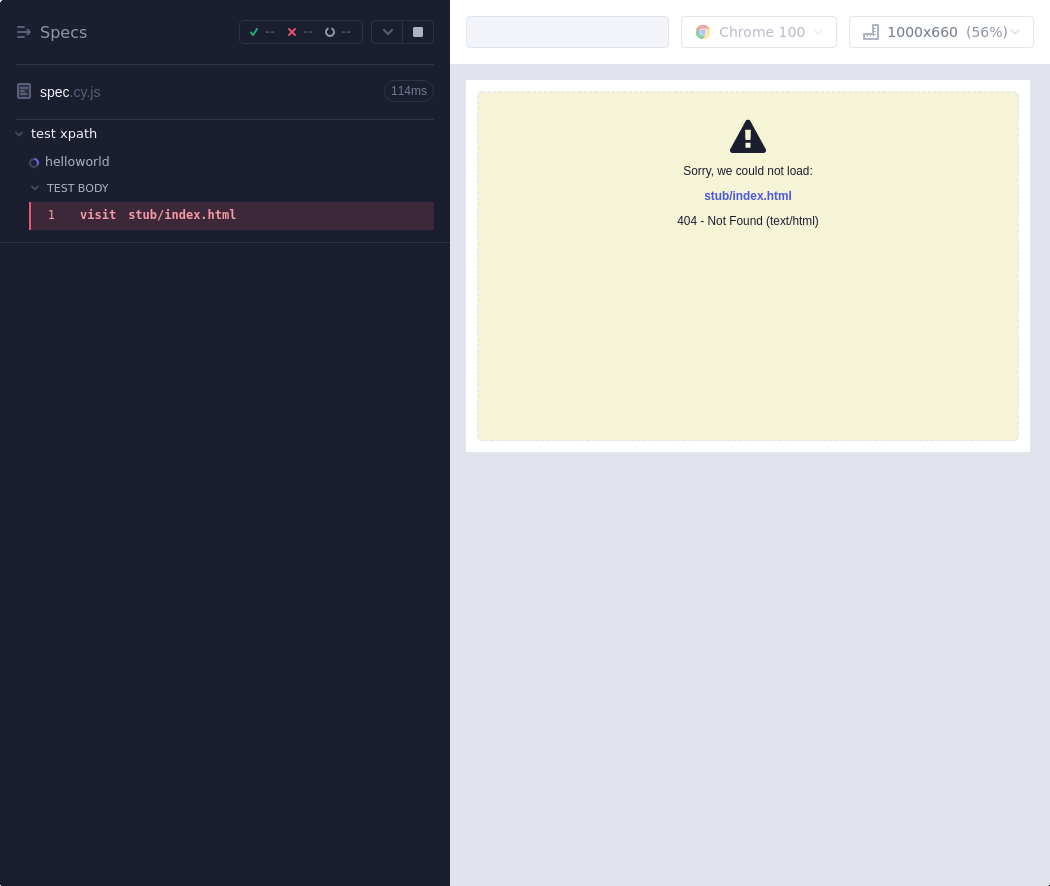 Specs
-- -- --
spec.cy.js
114ms
test xpath
helloworld
TEST BODY
1 visit stub/index.html
Chrome 100
1000x660 (56%)
Sorry, we could not load:
stub/index.html
404 - Not Found (text/html)